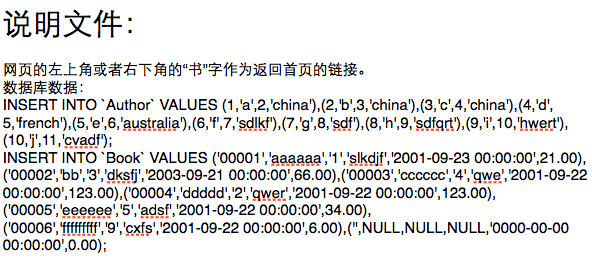 说明文件:
网页的左上角或者右下角的“书”字作为返回首页的链接。
数据库数据:
INSERT INTO `Author` VALUES (1,'a',2,'china'),(2,'b',3,'china'),(3,'c',4,'china'),(4,'d',
5,'french'),(5,'e',6,'australia'),(6,'f',7,'sdlkf'),(7,'g',8,'sdf'),(8,'h',9,'sdfqrt'),(9,'i',10,'hwert'),
(10,'j',11,'cvadf');
INSERT INTO `Book` VALUES ('00001','aaaaaa','1','slkdjf','2001-09-23 00:00:00',21.00),
('00002','bb','3','dksfj','2003-09-21 00:00:00',66.00),('00003','cccccc','4','qwe','2001-09-22
00:00:00',123.00),('00004','ddddd','2','qwer','2001-09-22 00:00:00',123.00),
('00005','eeeeee','5','adsf','2001-09-22 00:00:00',34.00),
('00006','fffffffff','9','cxfs','2001-09-22 00:00:00',6.00),('',NULL,NULL,NULL,'0000-00-00
00:00:00',0.00);